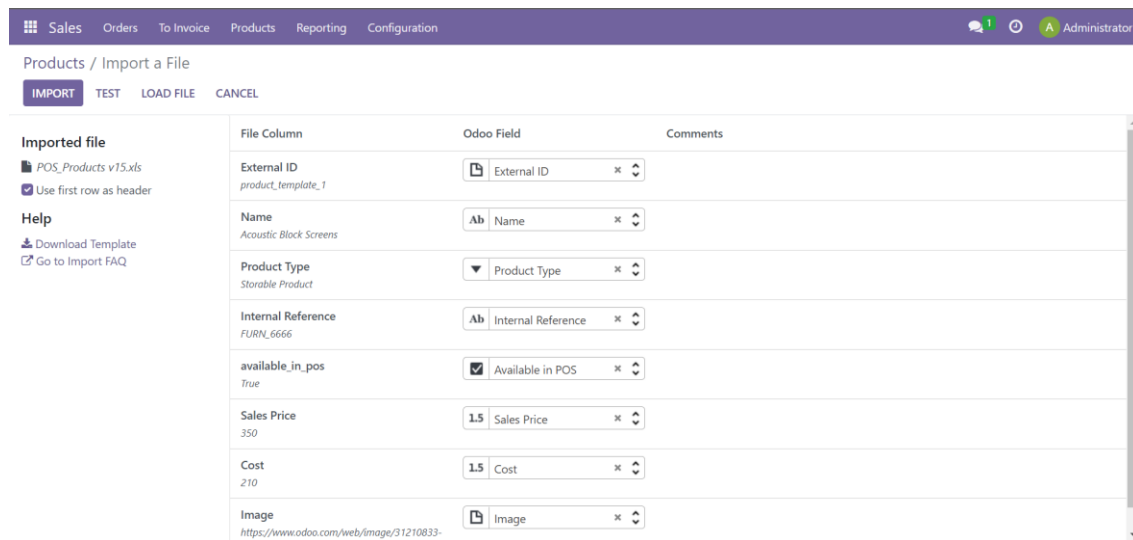 Sales Orders To Invoice Products Reporting Configuration 1 A Administrator
Products / Import a File
IMPORT TEST LOAD FILE CANCEL
Imported file
POS_Products v15.xls
Use first row as header
Help
Download Template
Go to Import FAQ
File Column Odoo Field Comments
External ID
product_template_1
External ID
Name
Acoustic Block Screens
Ab Name
Product Type
Storable Product
Product Type
Internal Reference
FURN_6666
Ab Internal Reference
available_in_pos
True
Available in POS
Sales Price
350
1.5 Sales Price
Cost
210
1.5 Cost
Image
https://www.odoo.com/web/image/31210833-
Image